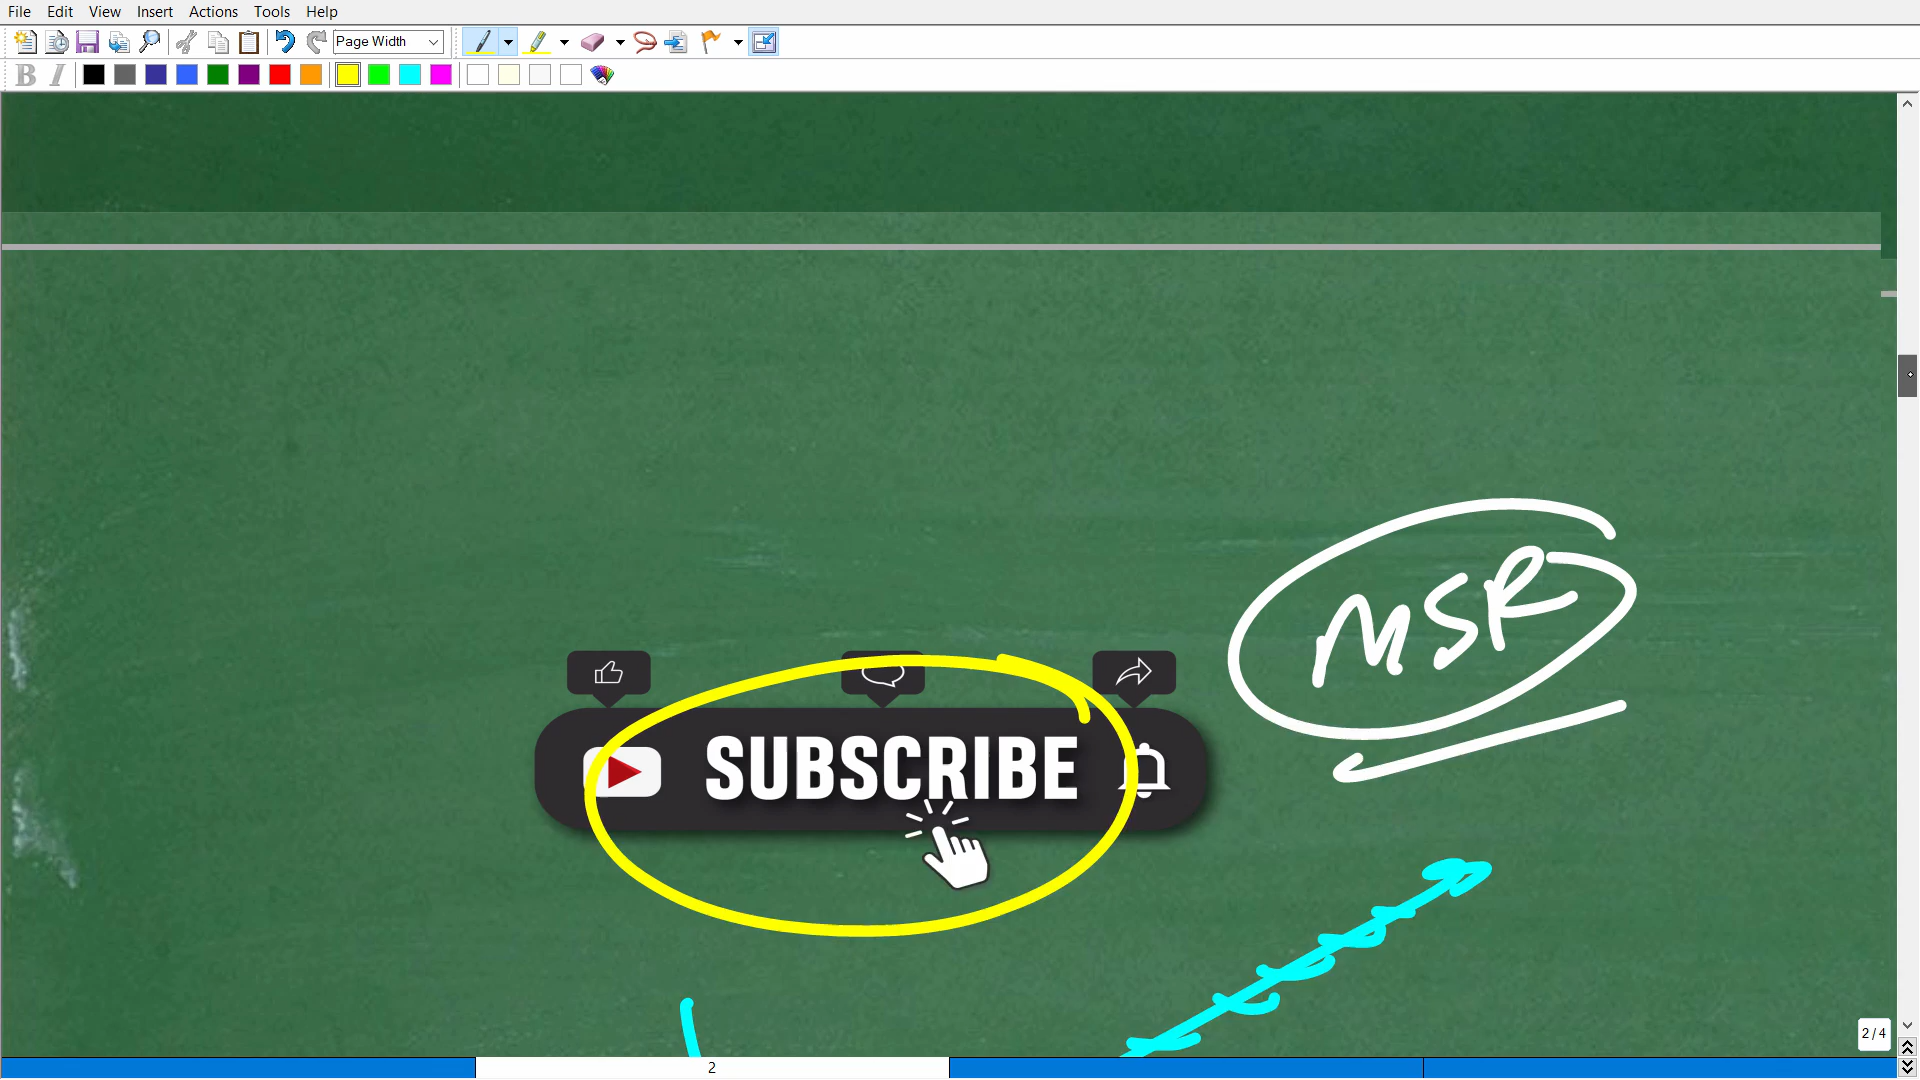 File Edit View Insert Actions Tools Help
Page Width
B I
MSR
SUBSCRIBE
2 / 4
2